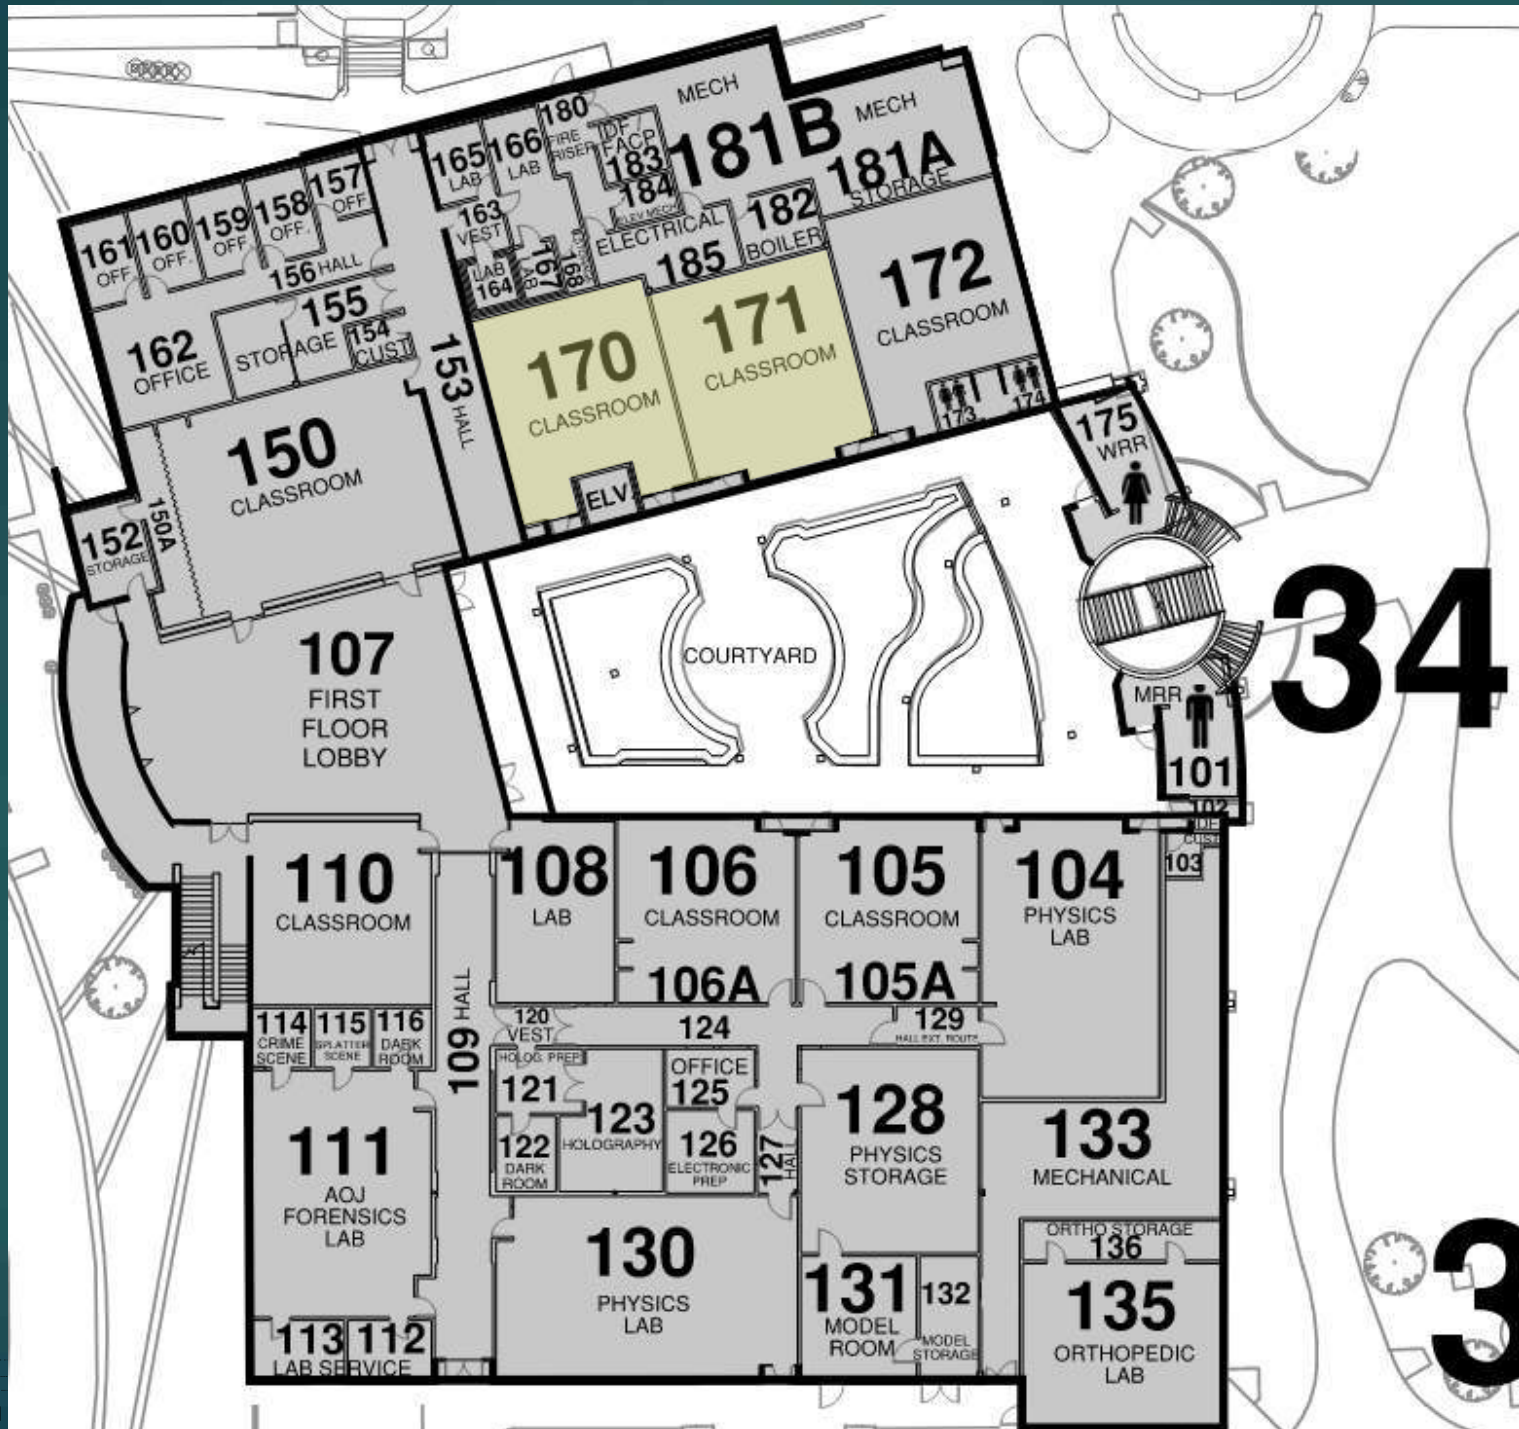 MECH
181B
MECH
181A
STORAGE
180
FIRE
RISER
IDF/
FACP
183
184
ELEV MECH
165
LAB
166
LAB
157
OFF
158
OFF.
159
OFF
160
OFF.
161
OFF.
163
VEST
LAB
164
167
LAB
168
ELECTRICAL
185
182
BOILER
156 HALL
155
STORAGE
154
CUST
162
OFFICE
153 HALL
170
CLASSROOM
171
CLASSROOM
172
CLASSROOM
173
174
175
WRR
150
CLASSROOM
150A
152
STORAGE
ELV
34
107
FIRST
FLOOR
LOBBY
COURTYARD
MRR
101
102
IDF
CUST
103
110
CLASSROOM
108
LAB
106
CLASSROOM
106A
105
CLASSROOM
105A
104
PHYSICS
LAB
109 HALL
114
CRIME
SCENE
115
SPLATTER
SCENE
116
DARK
ROOM
120
VEST
124
129
HALL EXT. ROUTE
HOLOG. PREP
121
122
DARK
ROOM
123
HOLOGRAPHY
OFFICE
125
126
ELECTRONIC
PREP
127
HALL
128
PHYSICS
STORAGE
133
MECHANICAL
111
AOJ
FORENSICS
LAB
130
PHYSICS
LAB
131
MODEL
ROOM
132
MODEL
STORAGE
ORTHO STORAGE
136
135
ORTHOPEDIC
LAB
113
112
LAB SERVICE
3